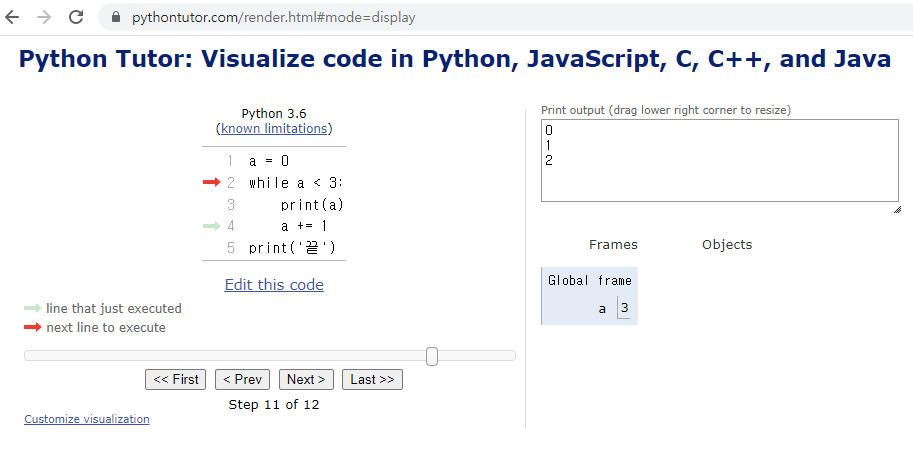 pythontutor.com/render.html#mode=display
Python Tutor: Visualize code in Python, JavaScript, C, C++, and Java
Python 3.6
(known limitations)
1 a = 0
2 while a < 3:
3 print(a)
4 a += 1
5 print('끝')
Edit this code
line that just executed
next line to execute
<< First < Prev Next > Last >>
Step 11 of 12
Customize visualization
Print output (drag lower right corner to resize)
0
1
2
Frames Objects
Global frame
a 3